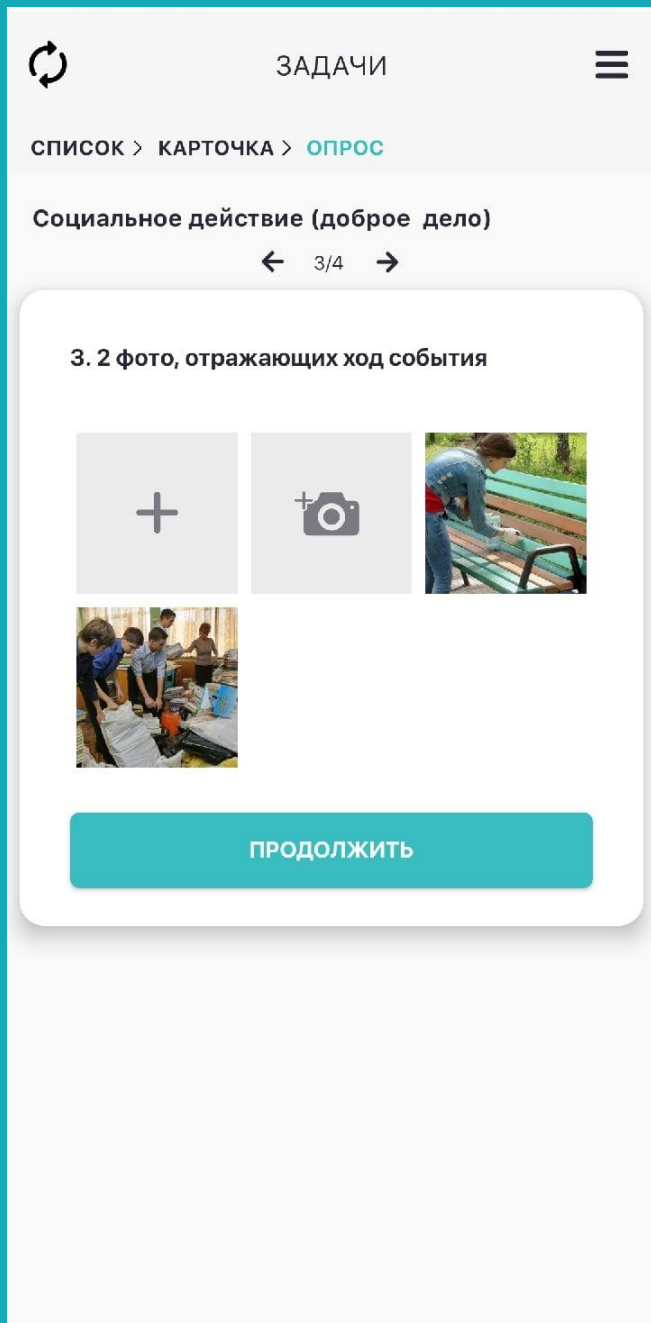 ЗАДАЧИ
СПИСОК > КАРТОЧКА > ОПРОС
Социальное действие (доброе дело)
← 3/4 →
3. 2 фото, отражающих ход события
ПРОДОЛЖИТЬ